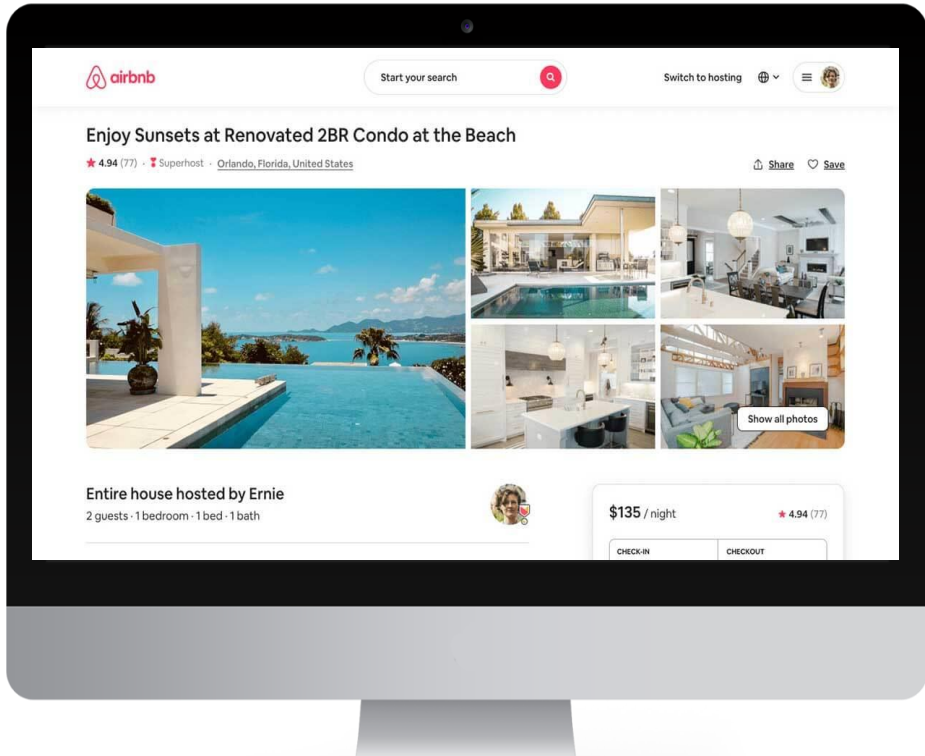 airbnb
Start your search
Switch to hosting
Enjoy Sunsets at Renovated 2BR Condo at the Beach
4.94 (77) · Superhost · Orlando, Florida, United States
Share Save
Show all photos
Entire house hosted by Ernie
2 guests · 1 bedroom · 1 bed · 1 bath
$135 / night
4.94 (77)
CHECK-IN
CHECKOUT